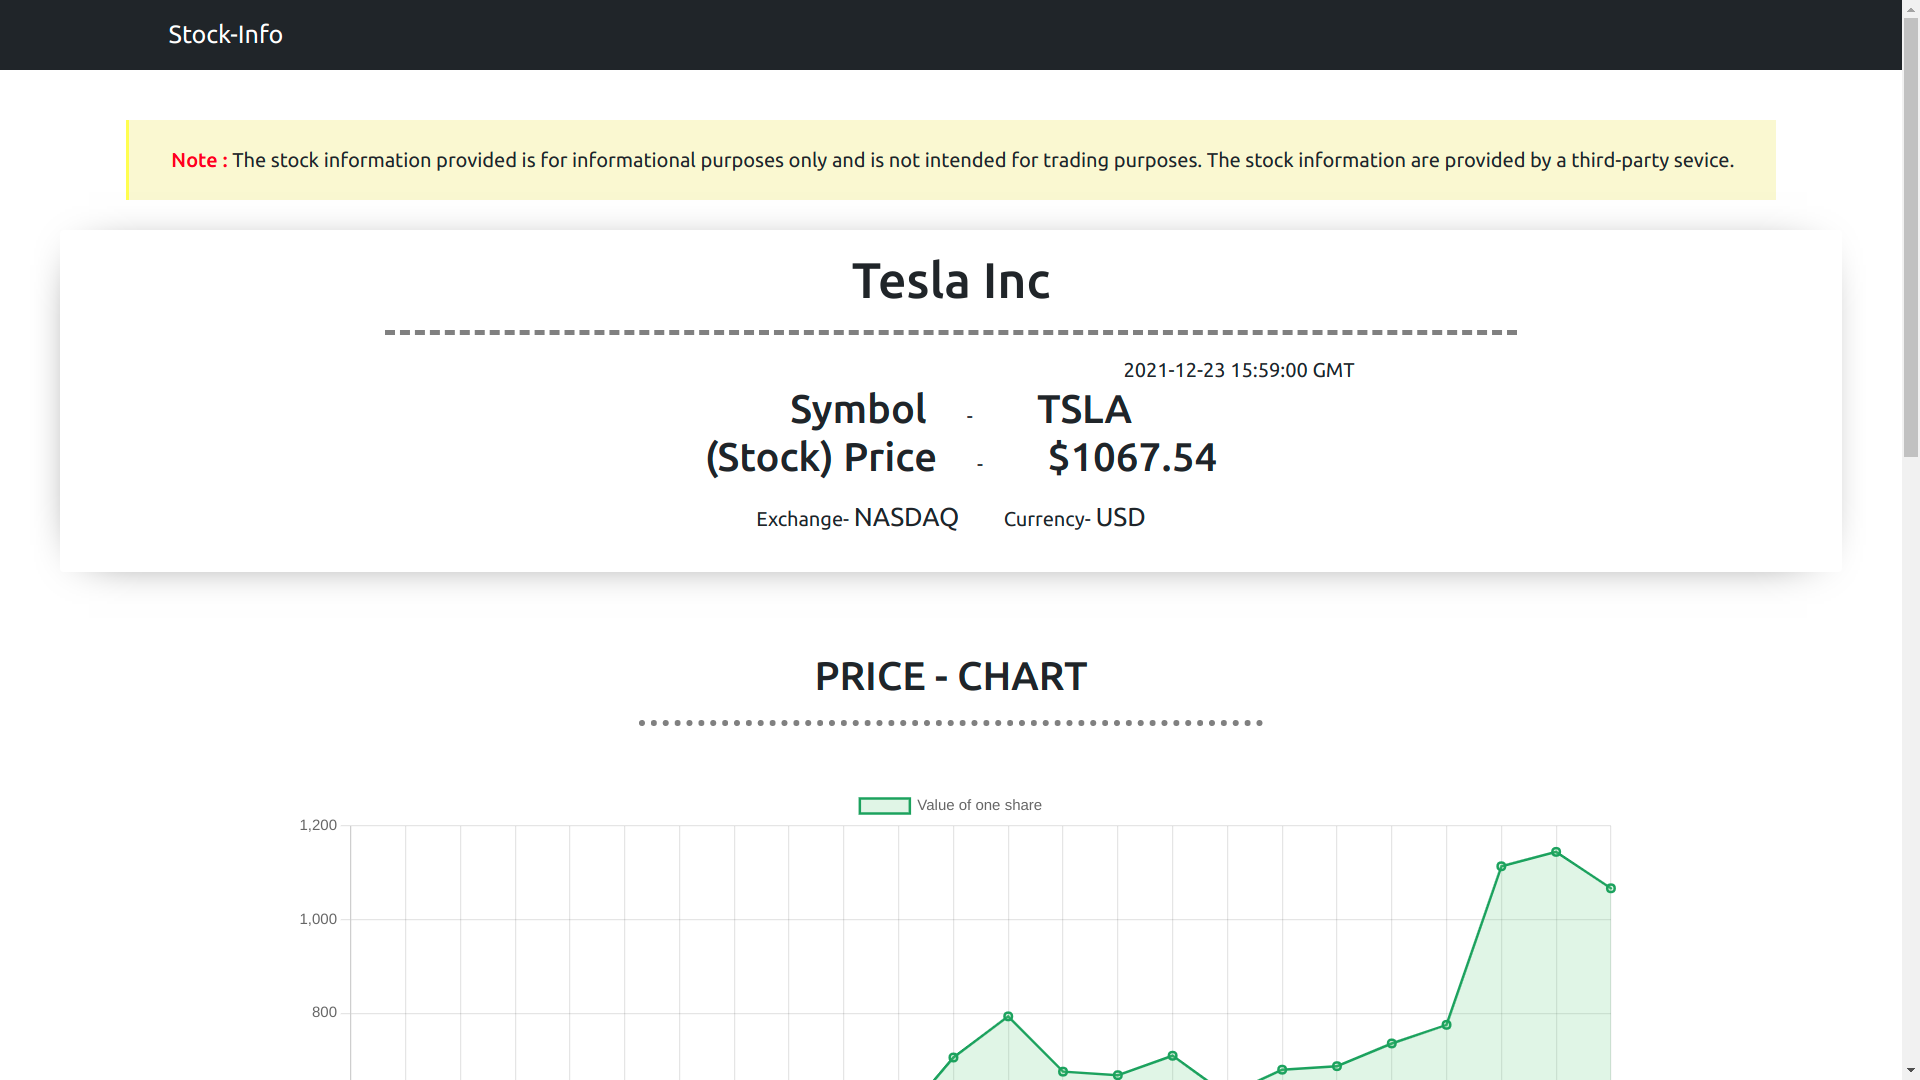 Stock-Info
Note : The stock information provided is for informational purposes only and is not intended for trading purposes. The stock information are provided by a third-party sevice.
Tesla Inc
2021-12-23 15:59:00 GMT
Symbol - TSLA
(Stock) Price - $1067.54
Exchange- NASDAQ Currency- USD
PRICE - CHART
Value of one share
1,200
1,000
800